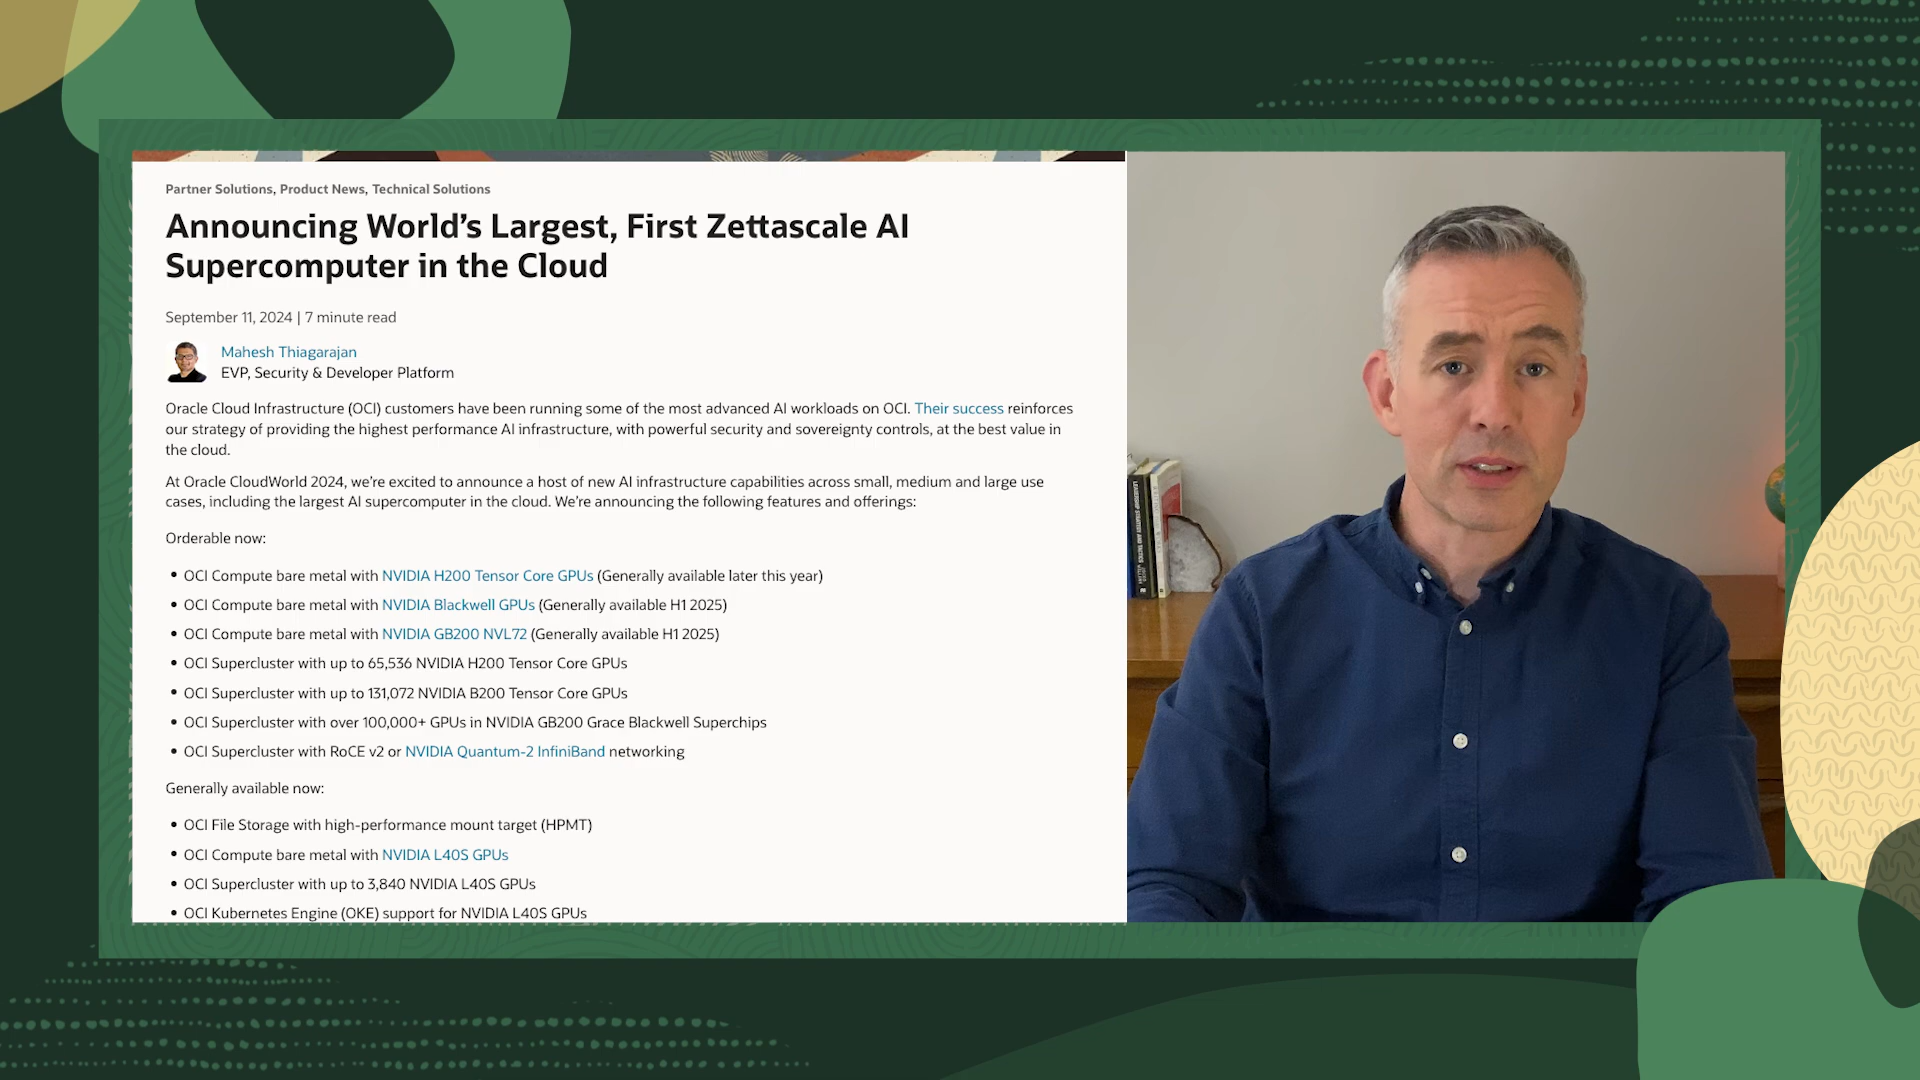 Partner Solutions, Product News, Technical Solutions
Announcing World's Largest, First Zettascale AI
Supercomputer in the Cloud
September 11, 2024 | 7 minute read
Mahesh Thiagarajan
EVP, Security & Developer Platform
Oracle Cloud Infrastructure (OCI) customers have been running some of the most advanced AI workloads on OCI. Their success reinforces
our strategy of providing the highest performance AI infrastructure, with powerful security and sovereignty controls, at the best value in
the cloud.
At Oracle CloudWorld 2024, we're excited to announce a host of new AI infrastructure capabilities across small, medium and large use
cases, including the largest AI supercomputer in the cloud. We're announcing the following features and offerings:
Orderable now:
• OCI Compute bare metal with NVIDIA H200 Tensor Core GPUs (Generally available later this year)
• OCI Compute bare metal with NVIDIA Blackwell GPUs (Generally available H1 2025)
• OCI Compute bare metal with NVIDIA GB200 NVL72 (Generally available H1 2025)
• OCI Supercluster with up to 65,536 NVIDIA H200 Tensor Core GPUs
• OCI Supercluster with up to 131,072 NVIDIA B200 Tensor Core GPUs
• OCI Supercluster with over 100,000+ GPUs in NVIDIA GB200 Grace Blackwell Superchips
• OCI Supercluster with RoCE v2 or NVIDIA Quantum-2 InfiniBand networking
Generally available now:
• OCI File Storage with high-performance mount target (HPMT)
• OCI Compute bare metal with NVIDIA L40S GPUs
• OCI Supercluster with up to 3,840 NVIDIA L40S GPUs
• OCI Kubernetes Engine (OKE) support for NVIDIA L40S GPUs
LEADERSHIP STRATEGY AND TACTICS